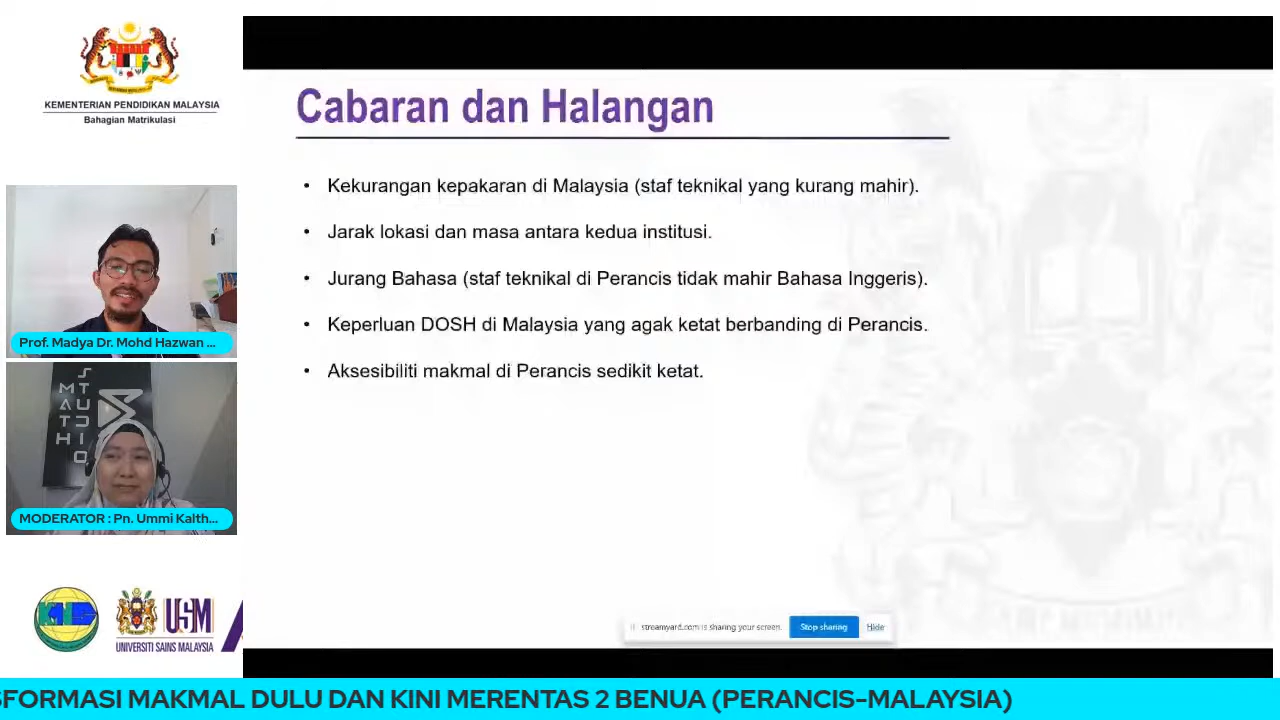 KEMENTERIAN PENDIDIKAN MALAYSIA
Bahagian Matrikulasi
Cabaran dan Halangan
• Kekurangan kepakaran di Malaysia (staf teknikal yang kurang mahir).
• Jarak lokasi dan masa antara kedua institusi.
• Jurang Bahasa (staf teknikal di Perancis tidak mahir Bahasa Inggeris).
• Keperluan DOSH di Malaysia yang agak ketat berbanding di Perancis.
• Aksesibiliti makmal di Perancis sedikit ketat.
Prof. Madya Dr. Mohd Hazwan ...
MATH
STUDIO
MODERATOR : Pn. Ummi Kalth...
USM
UNIVERSITI SAINS MALAYSIA
streamyard.com is sharing your screen.
Stop sharing
Hide
SFORMASI MAKMAL DULU DAN KINI MERENTAS 2 BENUA (PERANCIS-MALAYSIA)